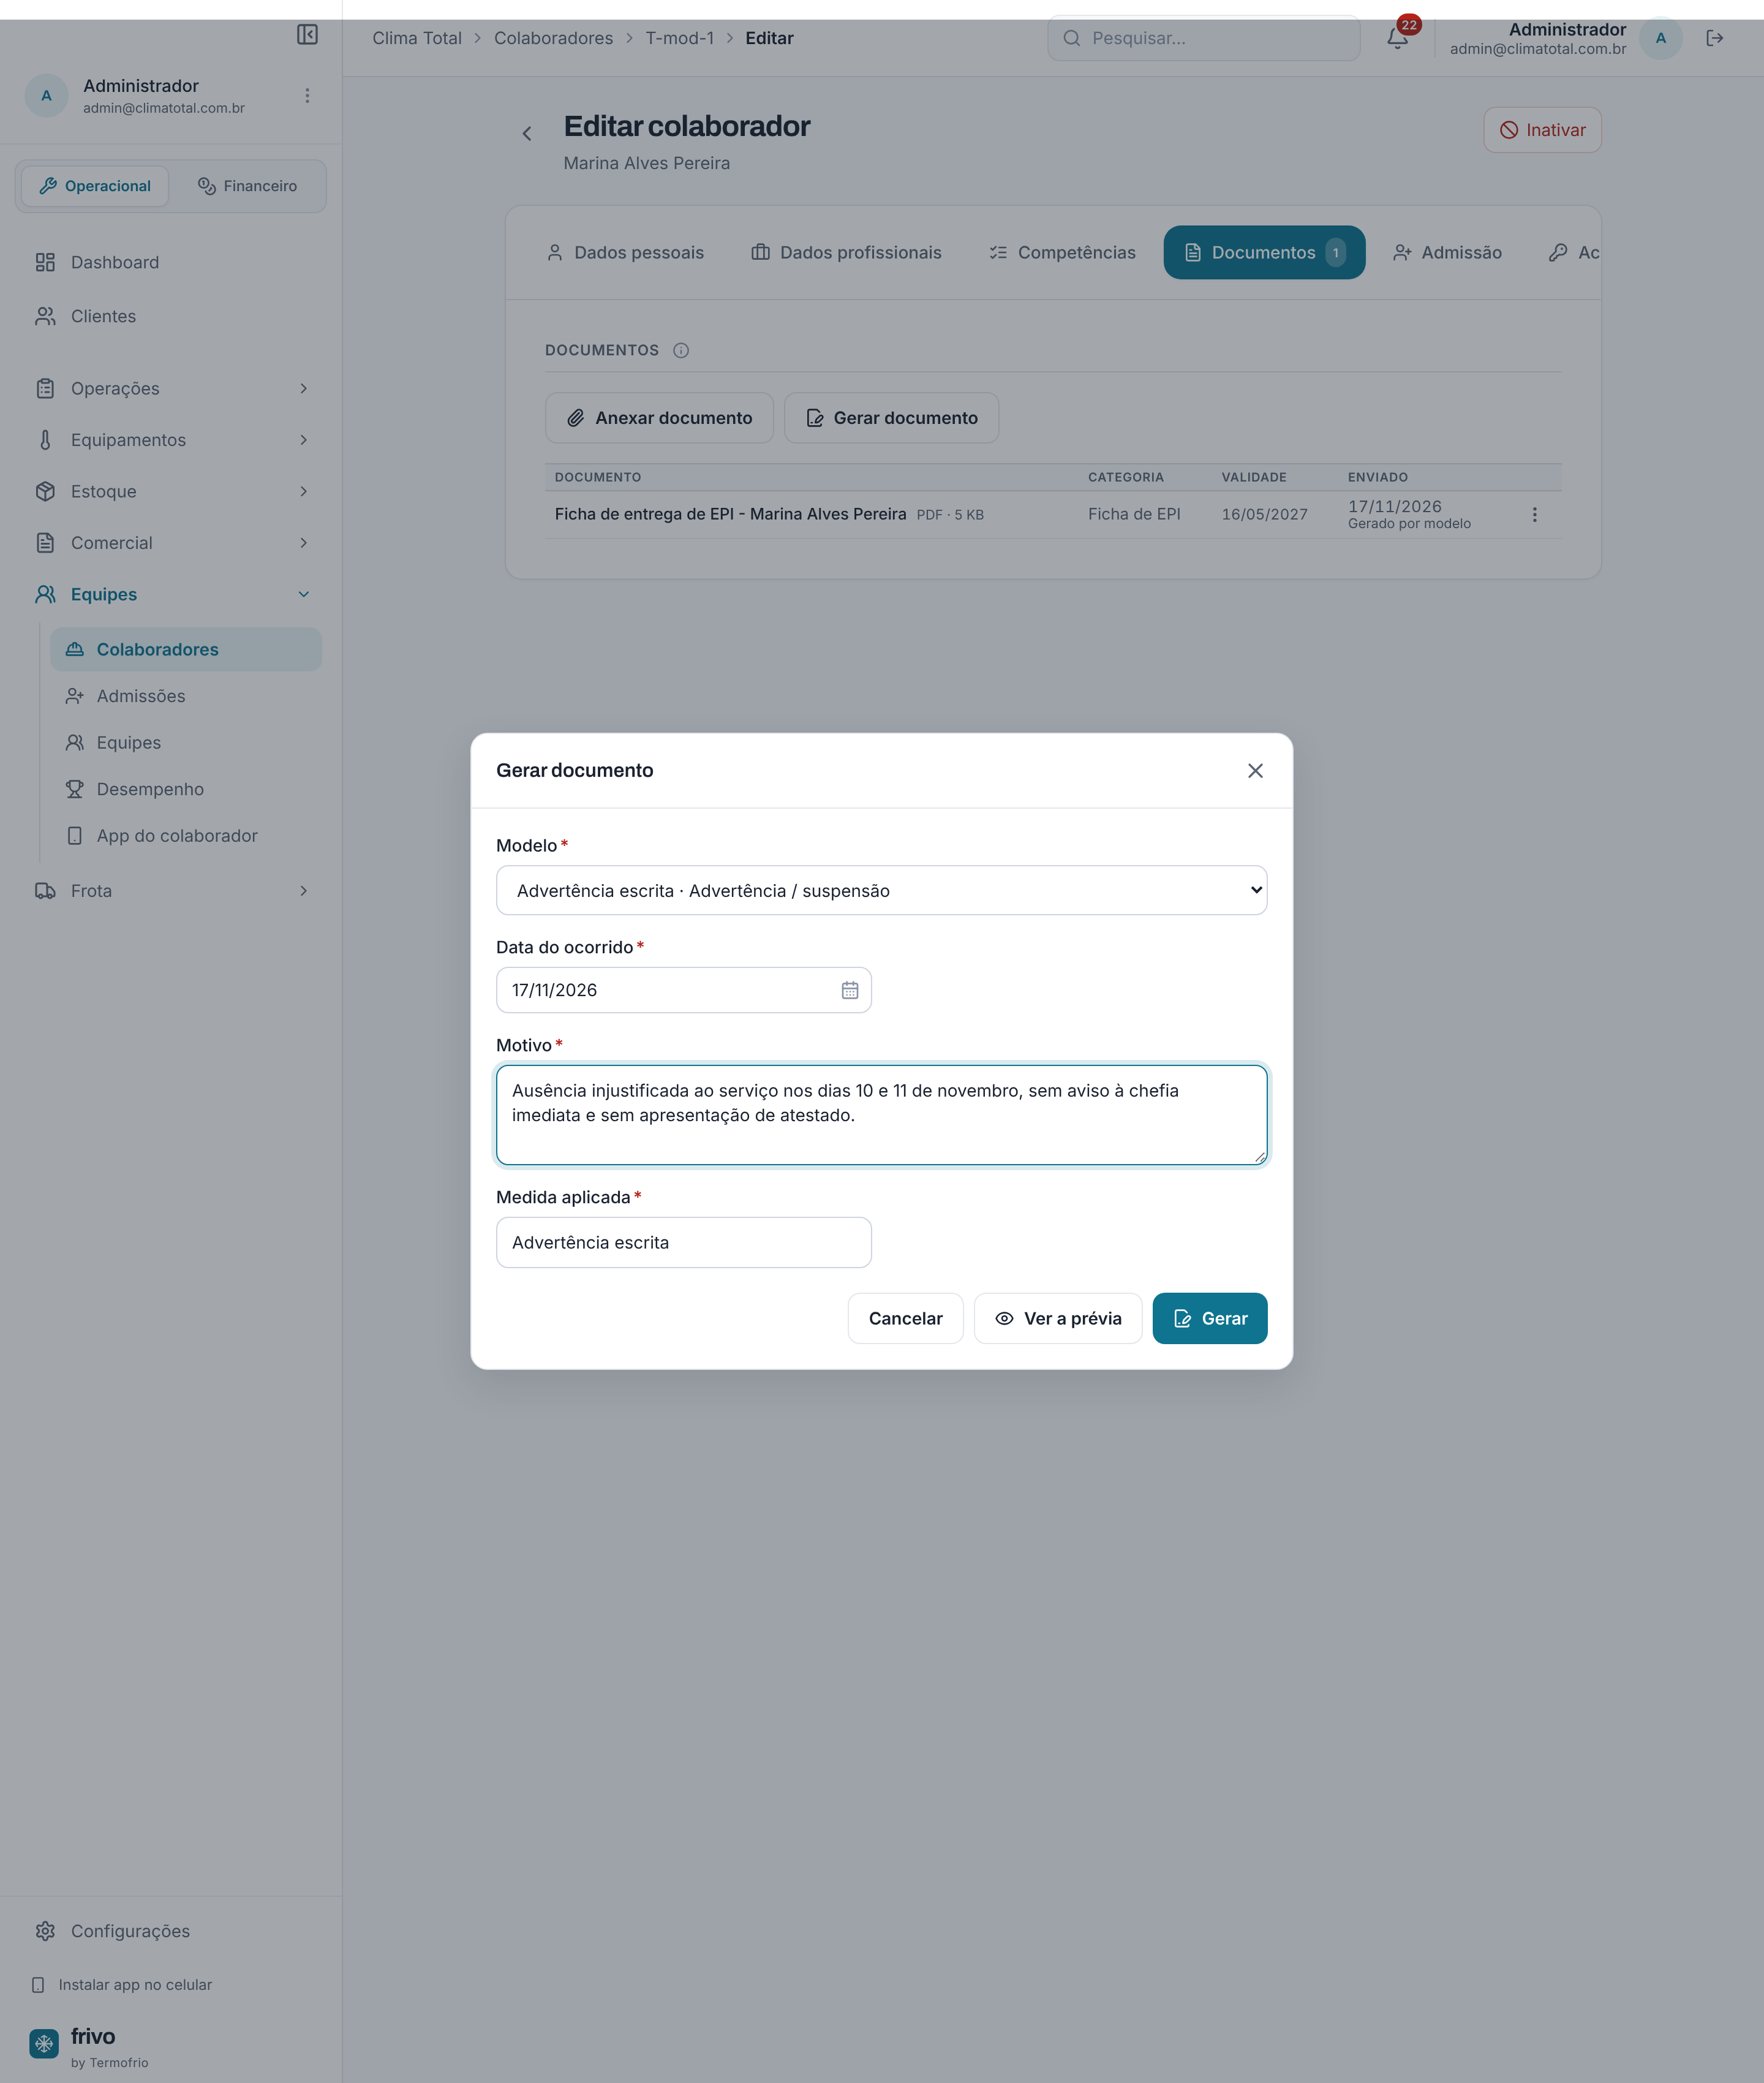 Clima Total > Colaboradores > T-mod-1 > Editar
Pesquisar...
22
Administrador
admin@climatotal.com.br
A
A
Administrador
admin@climatotal.com.br
Operacional
Financeiro
Dashboard
Clientes
Operações
Equipamentos
Estoque
Comercial
Equipes
Colaboradores
Admissões
Equipes
Desempenho
App do colaborador
Frota
Configurações
Instalar app no celular
frivo
by Termofrio
Editar colaborador
Marina Alves Pereira
Inativar
Dados pessoais
Dados profissionais
Competências
Documentos 1
Admissão
Ac
DOCUMENTOS
Anexar documento
Gerar documento
DOCUMENTO CATEGORIA VALIDADE ENVIADO
Ficha de entrega de EPI - Marina Alves Pereira PDF · 5 KB Ficha de EPI 16/05/2027 17/11/2026
Gerado por modelo
Gerar documento
Modelo *
Advertência escrita · Advertência / suspensão
Data do ocorrido *
17/11/2026
Motivo *
Ausência injustificada ao serviço nos dias 10 e 11 de novembro, sem aviso à chefia
imediata e sem apresentação de atestado.
Medida aplicada *
Advertência escrita
Cancelar
Ver a prévia
Gerar